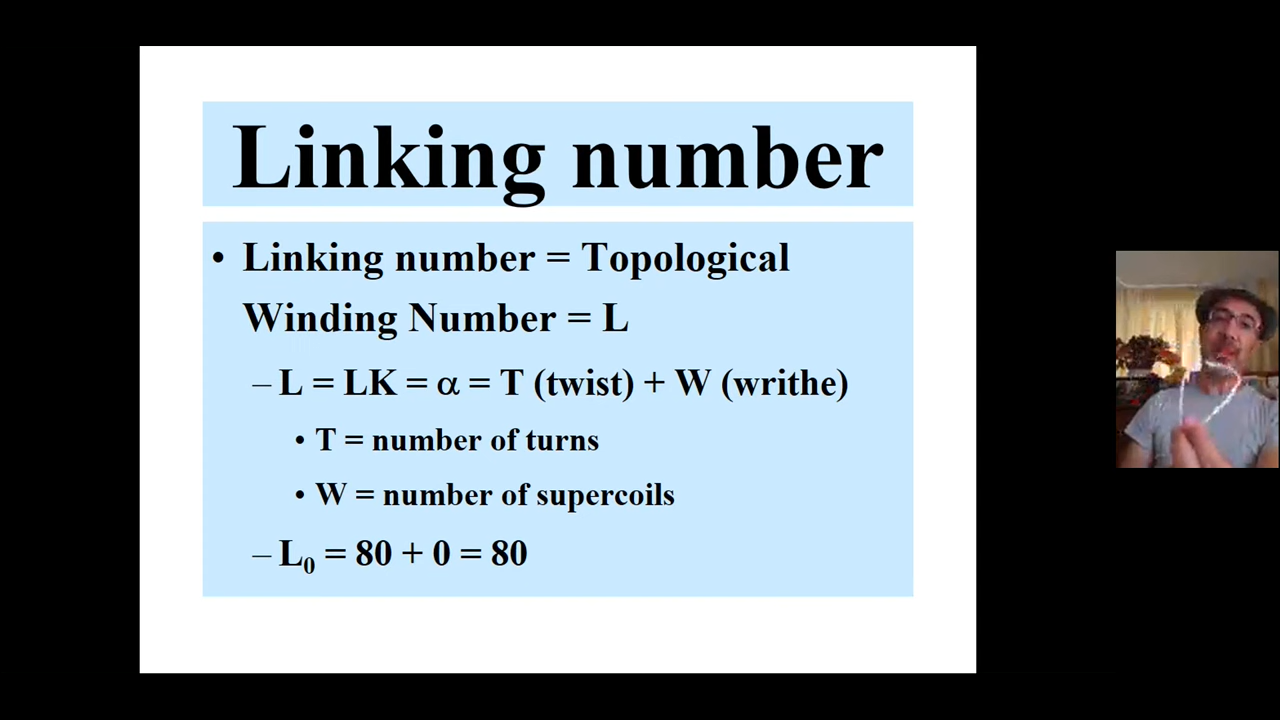 Linking number
• Linking number = Topological
Winding Number = L
– L = LK = α = T (twist) + W (writhe)
• T = number of turns
• W = number of supercoils
– L₀ = 80 + 0 = 80